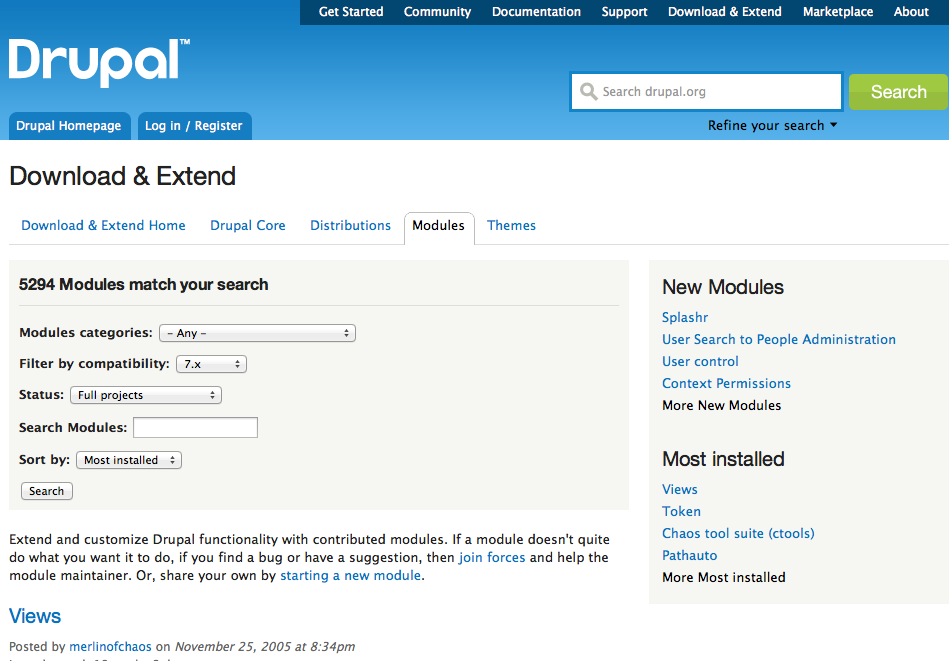 Get Started Community Documentation Support Download & Extend Marketplace About
Drupal™
Search drupal.org
Search
Refine your search
Drupal Homepage
Log in / Register
Download & Extend
Download & Extend Home
Drupal Core
Distributions
Modules
Themes
5294 Modules match your search
Modules categories: - Any -
Filter by compatibility: 7.x
Status: Full projects
Search Modules:
Sort by: Most installed
Search
Extend and customize Drupal functionality with contributed modules. If a module doesn't quite
do what you want it to do, if you find a bug or have a suggestion, then join forces and help the
module maintainer. Or, share your own by starting a new module.
Views
Posted by merlinofchaos on November 25, 2005 at 8:34pm
New Modules
Splashr
User Search to People Administration
User control
Context Permissions
More New Modules
Most installed
Views
Token
Chaos tool suite (ctools)
Pathauto
More Most installed